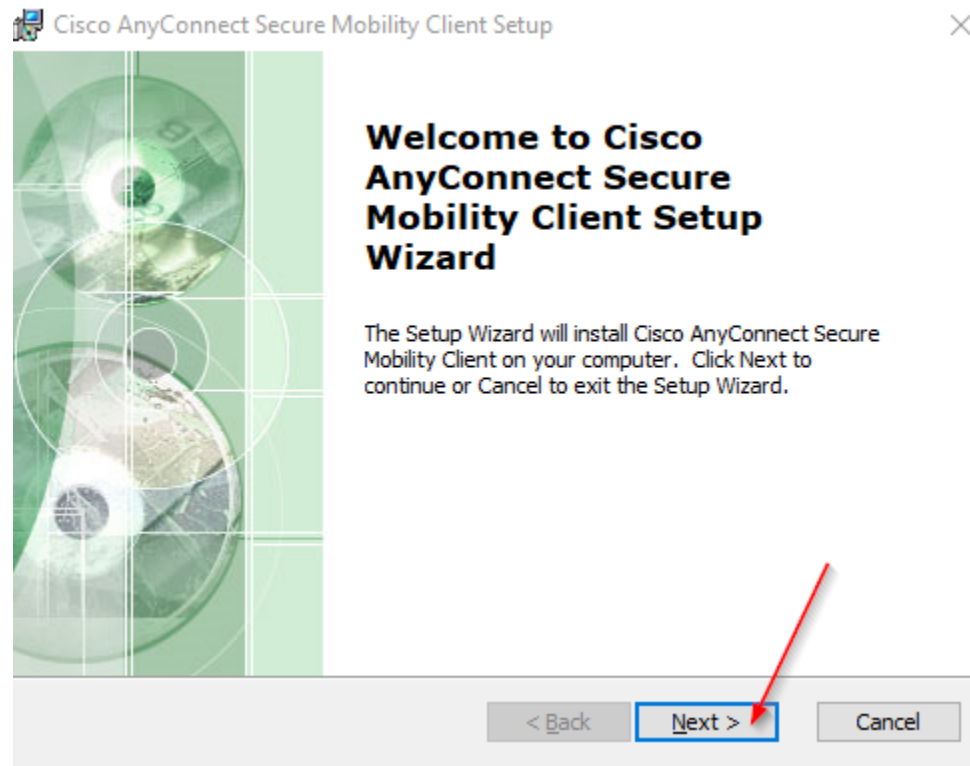 Cisco AnyConnect Secure Mobility Client Setup
Welcome to Cisco
AnyConnect Secure
Mobility Client Setup
Wizard
The Setup Wizard will install Cisco AnyConnect Secure
Mobility Client on your computer.  Click Next to
continue or Cancel to exit the Setup Wizard.
< Back
Next >
Cancel